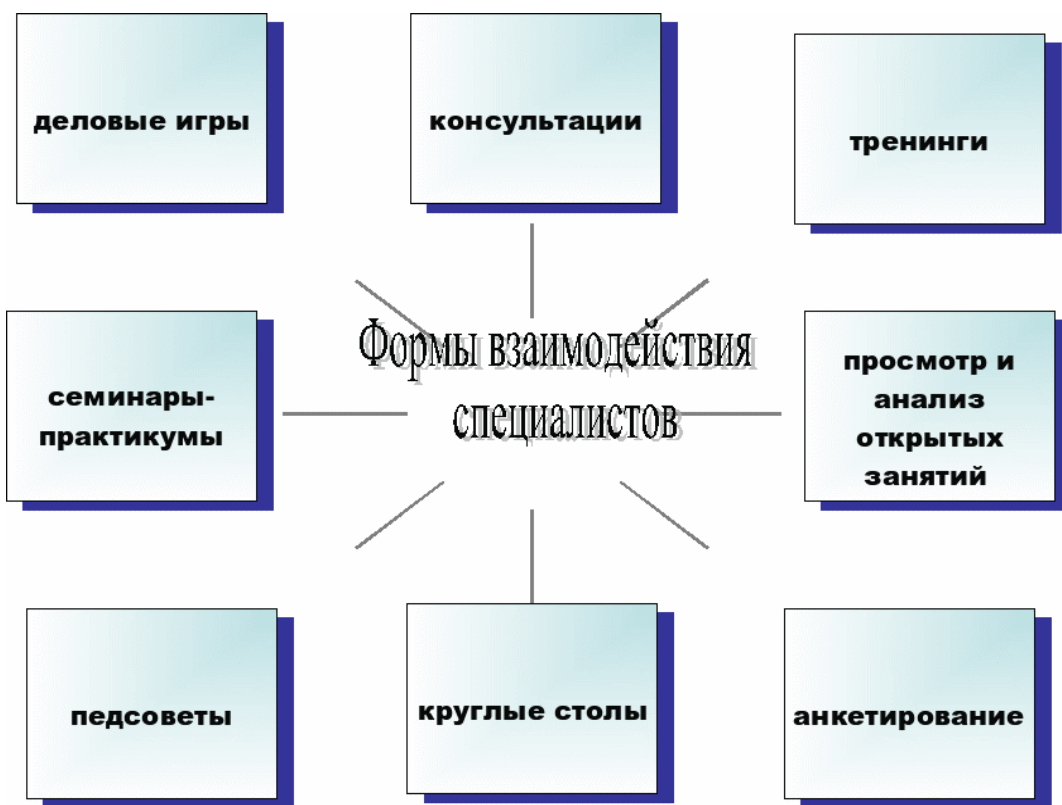 деловые игры
консультации
тренинги
Формы взаимодействия
специалистов
семинары-
практикумы
просмотр и
анализ
открытых
занятий
педсоветы
круглые столы
анкетирование